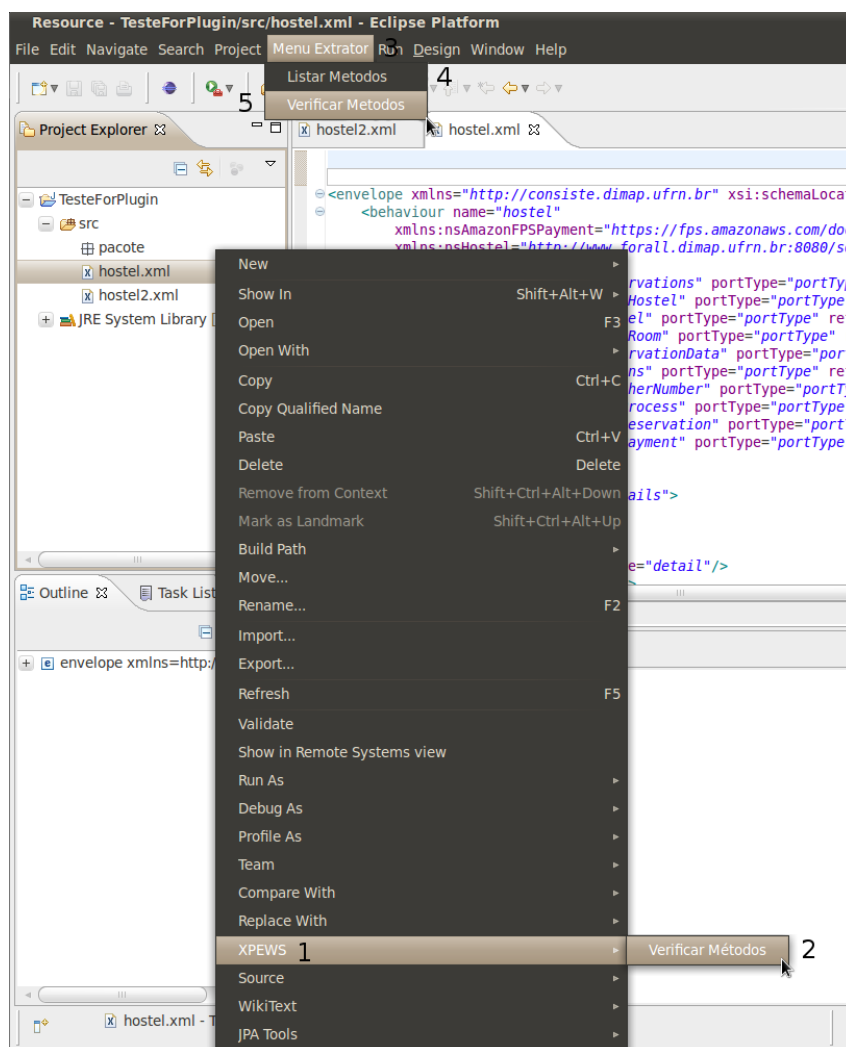 Resource - TesteForPlugin/src/hostel.xml - Eclipse Platform
File Edit Navigate Search Project Menu Extrator 3 Run Design Window Help
Listar Metodos 4
5 Verificar Metodos
Project Explorer
hostel2.xml hostel.xml
TesteForPlugin
src
pacote
hostel.xml
hostel2.xml
JRE System Library [
<envelope xmlns="http://consiste.dimap.ufrn.br" xsi:schemaLoca
<behaviour name="hostel"
xmlns:nsAmazonFPSPayment="https://fps.amazonaws.com/do
xmlns:nsHostel="http://www.forall.dimap.ufrn.br:8080/s
rvations" portType="portTy
Hostel" portType="portType
el" portType="portType" re
Room" portType="portType"
rvationData" portType="por
ns" portType="portType" re
herNumber" portType="portT
rocess" portType="portType
eservation" portType="port
ayment" portType="portType
ails">
e="detail"/>
New
Show In Shift+Alt+W
Open F3
Open With
Copy Ctrl+C
Copy Qualified Name
Paste Ctrl+V
Delete Delete
Remove from Context Shift+Ctrl+Alt+Down
Mark as Landmark Shift+Ctrl+Alt+Up
Build Path
Move...
Rename... F2
Import...
Export...
Refresh F5
Validate
Show in Remote Systems view
Run As
Debug As
Profile As
Team
Compare With
Replace With
XPEWS 1
Verificar Métodos 2
Source
WikiText
JPA Tools
Outline Task List
envelope xmlns=http:/
hostel.xml - T